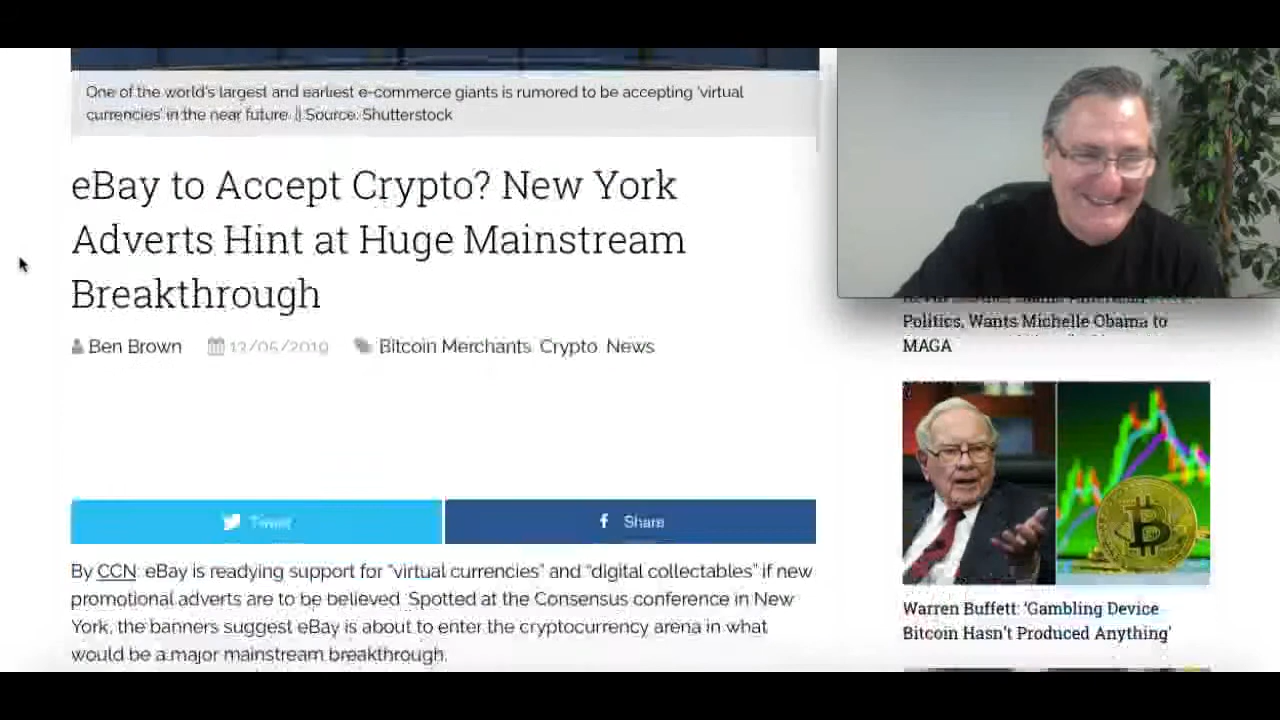 One of the world's largest and earliest e-commerce giants is rumored to be accepting 'virtual
currencies' in the near future. || Source: Shutterstock
eBay to Accept Crypto? New York
Adverts Hint at Huge Mainstream
Breakthrough
Ben Brown 12/05/2019 Bitcoin Merchants, Crypto, News
Tweet
Share
By CCN: eBay is readying support for "virtual currencies" and "digital collectables" if new
promotional adverts are to be believed. Spotted at the Consensus conference in New
York, the banners suggest eBay is about to enter the cryptocurrency arena in what
would be a major mainstream breakthrough.
Politics, Wants Michelle Obama to
MAGA
Warren Buffett: 'Gambling Device
Bitcoin Hasn't Produced Anything'